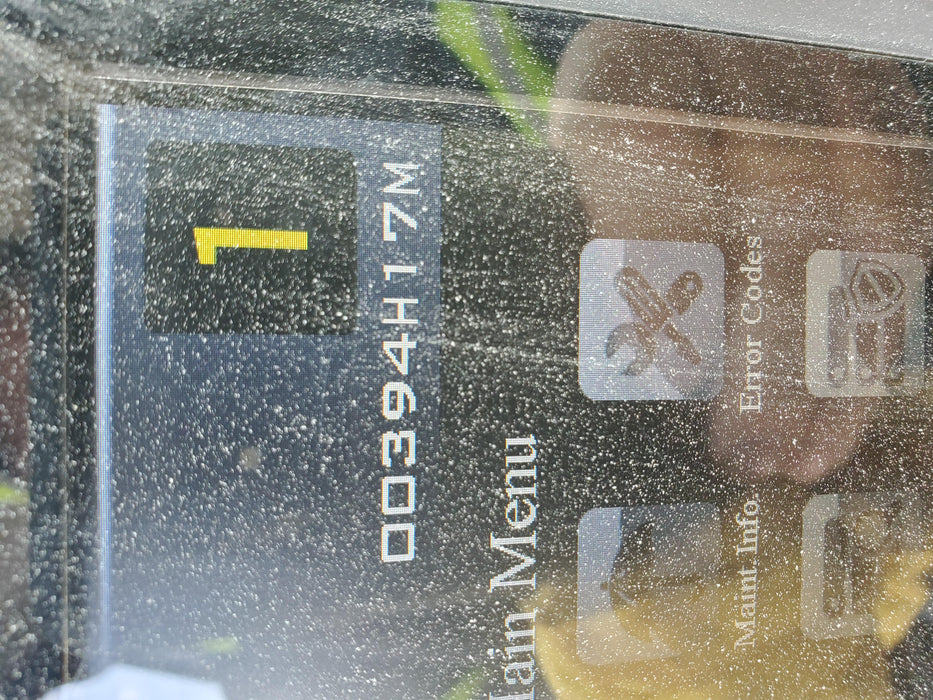 1
00394H17M
Main Menu
Maint Info.
Error Codes